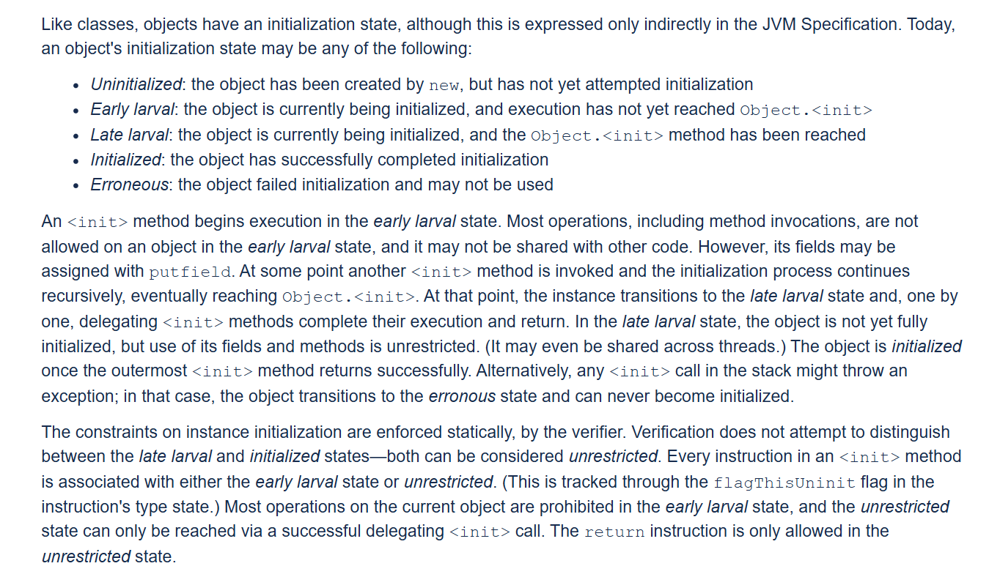 Like classes, objects have an initialization state, although this is expressed only indirectly in the JVM Specification. Today,
an object's initialization state may be any of the following:
• Uninitialized: the object has been created by new, but has not yet attempted initialization
• Early larval: the object is currently being initialized, and execution has not yet reached Object.<init>
• Late larval: the object is currently being initialized, and the Object.<init> method has been reached
• Initialized: the object has successfully completed initialization
• Erroneous: the object failed initialization and may not be used
An <init> method begins execution in the early larval state. Most operations, including method invocations, are not
allowed on an object in the early larval state, and it may not be shared with other code. However, its fields may be
assigned with putfield. At some point another <init> method is invoked and the initialization process continues
recursively, eventually reaching Object.<init>. At that point, the instance transitions to the late larval state and, one by
one, delegating <init> methods complete their execution and return. In the late larval state, the object is not yet fully
initialized, but use of its fields and methods is unrestricted. (It may even be shared across threads.) The object is initialized
once the outermost <init> method returns successfully. Alternatively, any <init> call in the stack might throw an
exception; in that case, the object transitions to the erronous state and can never become initialized.
The constraints on instance initialization are enforced statically, by the verifier. Verification does not attempt to distinguish
between the late larval and initialized states—both can be considered unrestricted. Every instruction in an <init> method
is associated with either the early larval state or unrestricted. (This is tracked through the flagThisUninit flag in the
instruction's type state.) Most operations on the current object are prohibited in the early larval state, and the unrestricted
state can only be reached via a successful delegating <init> call. The return instruction is only allowed in the
unrestricted state.